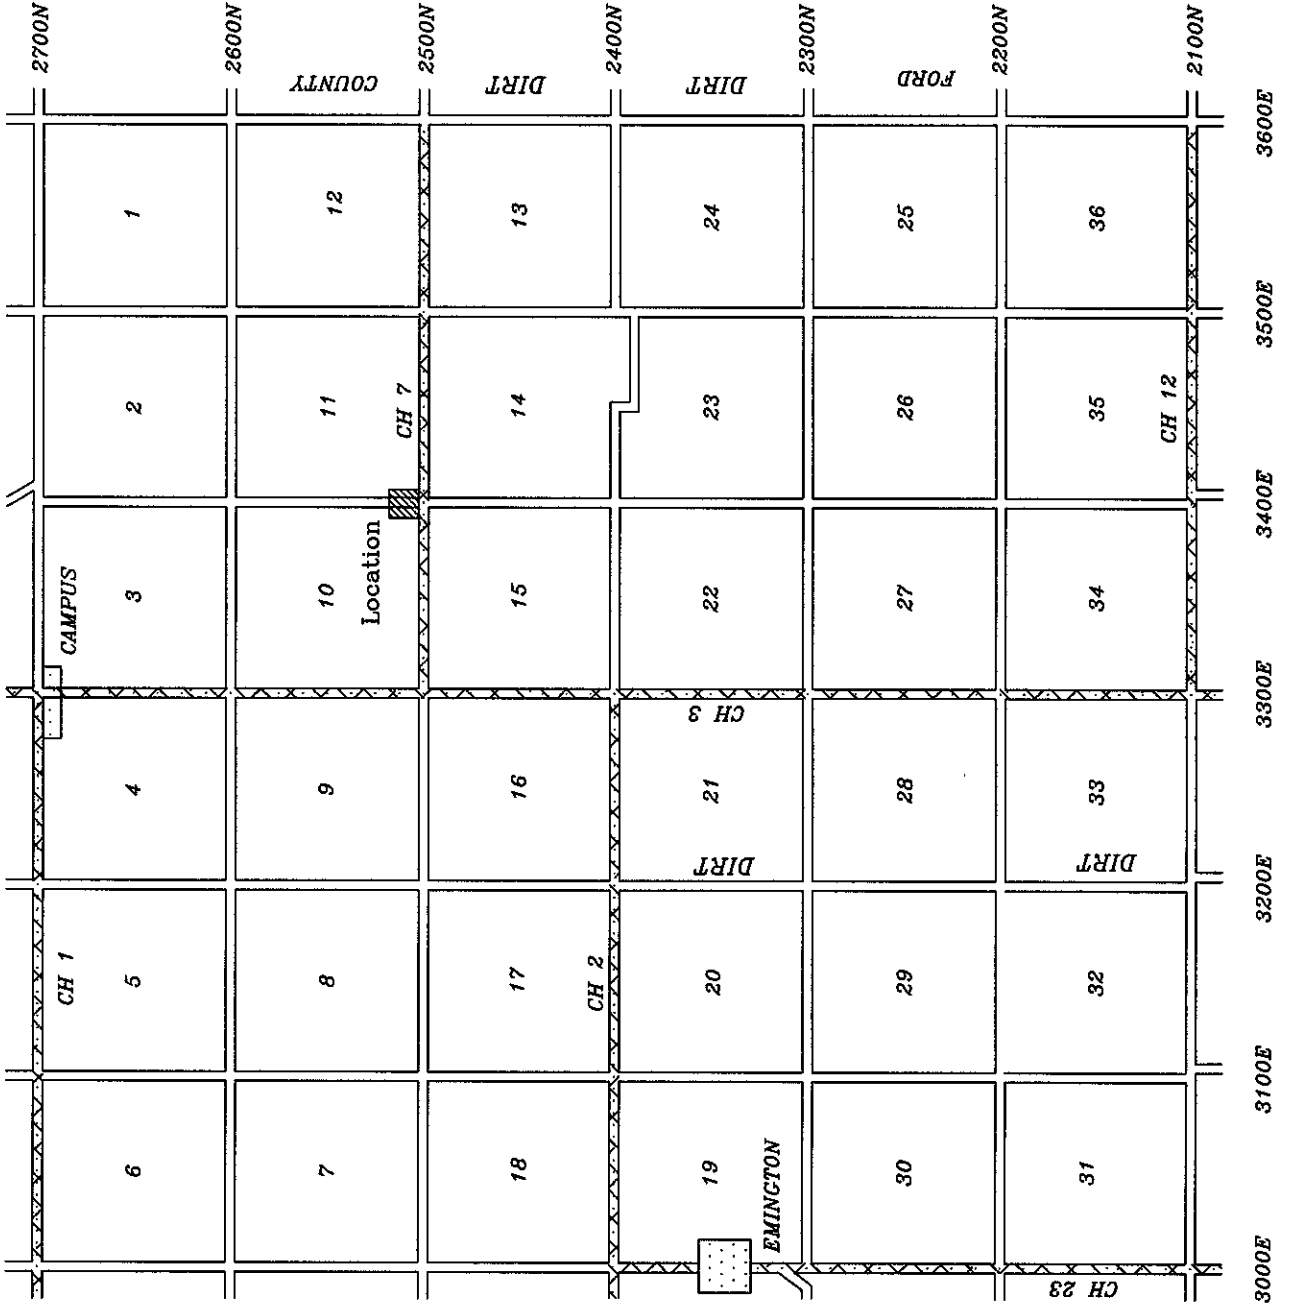 2700N
2600N
2500N
2400N
2300N
2200N
2100N
COUNTY
DIRT
DIRT
FORD
3600E
1
12
13
24
25
36
3500E
2
11
CH 7
14
23
26
35
CH 12
3400E
CAMPUS
3
10
Location
15
22
27
34
3300E
CH 3
4
9
16
21
28
33
DIRT
DIRT
3200E
CH 1
5
8
17
CH 2
20
29
32
3100E
6
7
18
19
EMINGTON
30
31
3000E
CH 23